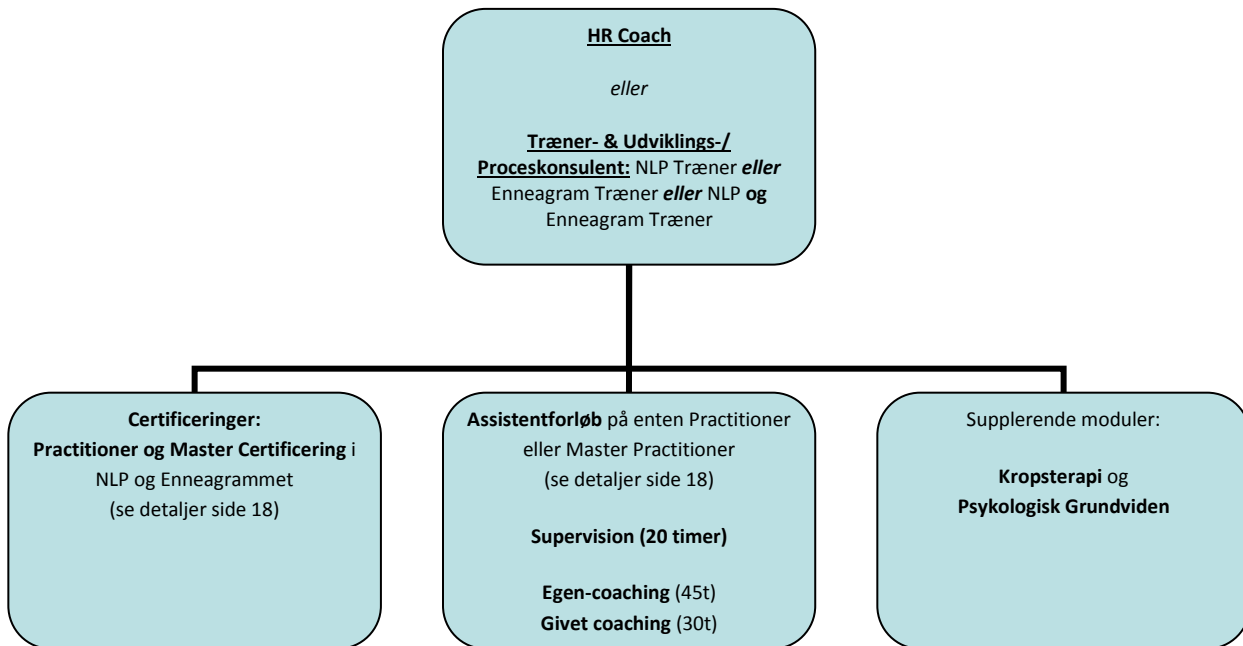 HR Coach
eller
Træner- & Udviklings-/
Proceskonsulent: NLP Træner eller
Enneagram Træner eller NLP og
Enneagram Træner
Certificeringer:
Practitioner og Master Certificering i
NLP og Enneagrammet
(se detaljer side 18)
Assistentforløb på enten Practitioner
eller Master Practitioner
(se detaljer side 18)
Supervision (20 timer)
Egen-coaching (45t)
Givet coaching (30t)
Supplerende moduler:
Kropsterapi og
Psykologisk Grundviden